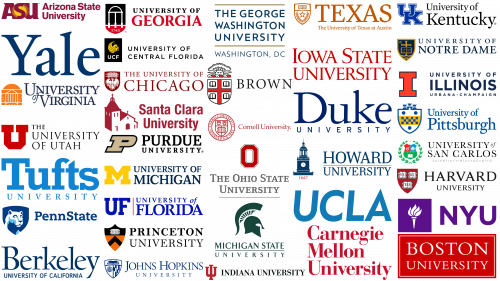 ASU Arizona State
University
Yale
UNIVERSITY
of VIRGINIA
U THE
UNIVERSITY
OF UTAH
Tufts
UNIVERSITY
PennState
Berkeley
UNIVERSITY OF CALIFORNIA
UNIVERSITY OF
GEORGIA
UCF
UNIVERSITY OF
CENTRAL FLORIDA
THE UNIVERSITY OF
CHICAGO
Santa Clara
University
P PURDUE
UNIVERSITY
M UNIVERSITY OF
MICHIGAN
UF UNIVERSITY of
FLORIDA
PRINCETON
UNIVERSITY
JOHNS HOPKINS
UNIVERSITY
THE GEORGE
WASHINGTON
UNIVERSITY
WASHINGTON, DC
BROWN
Cornell University
O
THE OHIO STATE
UNIVERSITY
MICHIGAN STATE
UNIVERSITY
INDIANA UNIVERSITY
TEXAS
The University of Texas at Austin
IOWA STATE
UNIVERSITY
Duke
UNIVERSITY
1867
HOWARD
UNIVERSITY
UCLA
Carnegie
Mellon
University
UK University of
Kentucky
UNIVERSITY OF
NOTRE DAME
I UNIVERSITY OF
ILLINOIS
URBANA-CHAMPAIGN
University of
Pittsburgh
UNIVERSITY of
SAN CARLOS
HARVARD
UNIVERSITY
NYU
BOSTON
UNIVERSITY